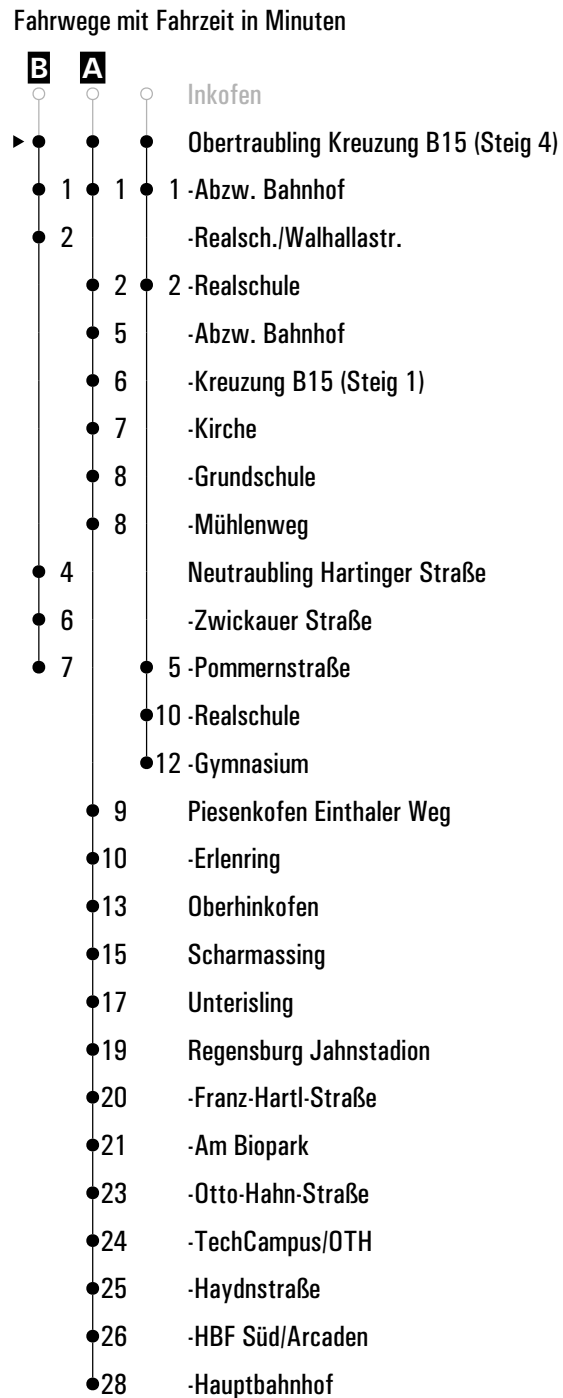 Fahrwege mit Fahrzeit in Minuten
B A
Inkofen
Obertraubling Kreuzung B15 (Steig 4)
1 1 1 -Abzw. Bahnhof
2 -Realsch./Walhallastr.
2 2 -Realschule
5 -Abzw. Bahnhof
6 -Kreuzung B15 (Steig 1)
7 -Kirche
8 -Grundschule
8 -Mühlenweg
4 Neutraubling Hartinger Straße
6 -Zwickauer Straße
7 5 -Pommernstraße
10 -Realschule
12 -Gymnasium
9 Piesenkofen Einthaler Weg
10 -Erlenring
13 Oberhinkofen
15 Scharmassing
17 Unterisling
19 Regensburg Jahnstadion
20 -Franz-Hartl-Straße
21 -Am Biopark
23 -Otto-Hahn-Straße
24 -TechCampus/OTH
25 -Haydnstraße
26 -HBF Süd/Arcaden
28 -Hauptbahnhof